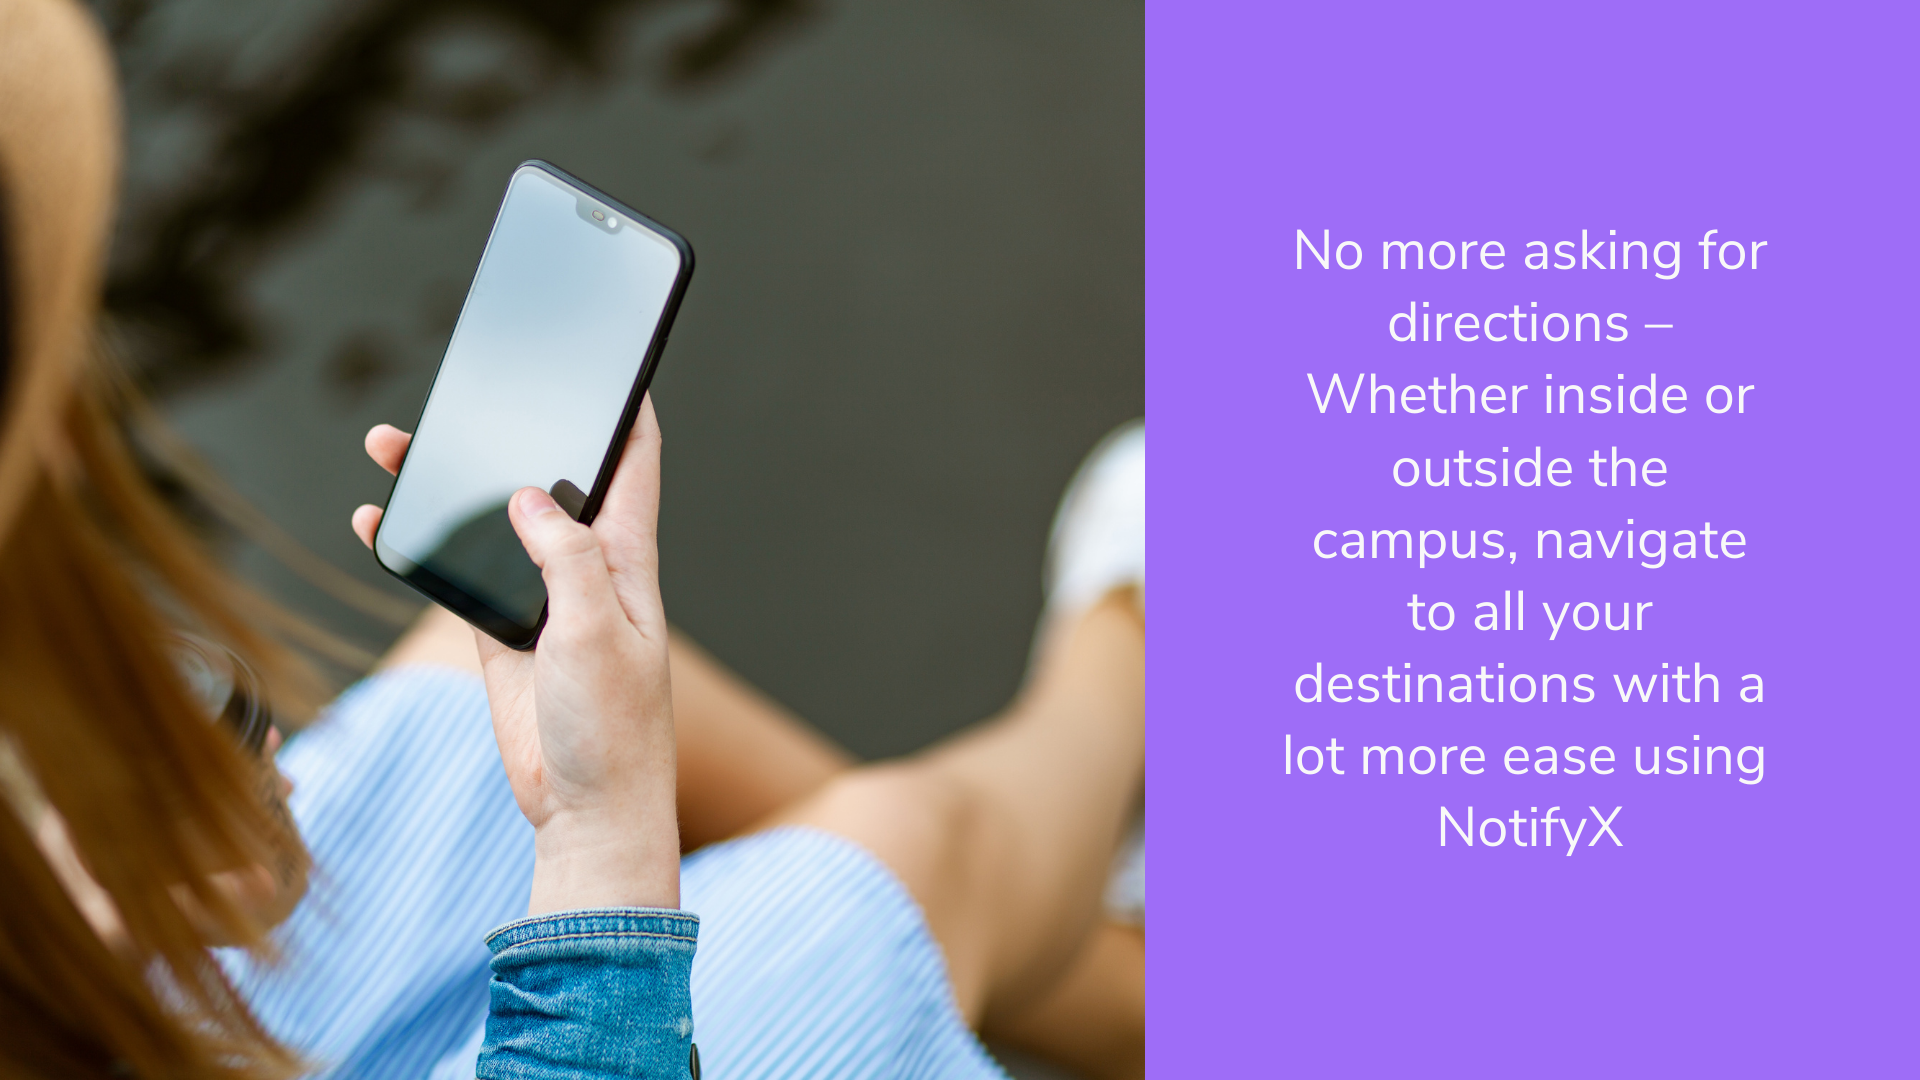 No more asking for
directions –
Whether inside or
outside the
campus, navigate
to all your
destinations with a
lot more ease using
NotifyX